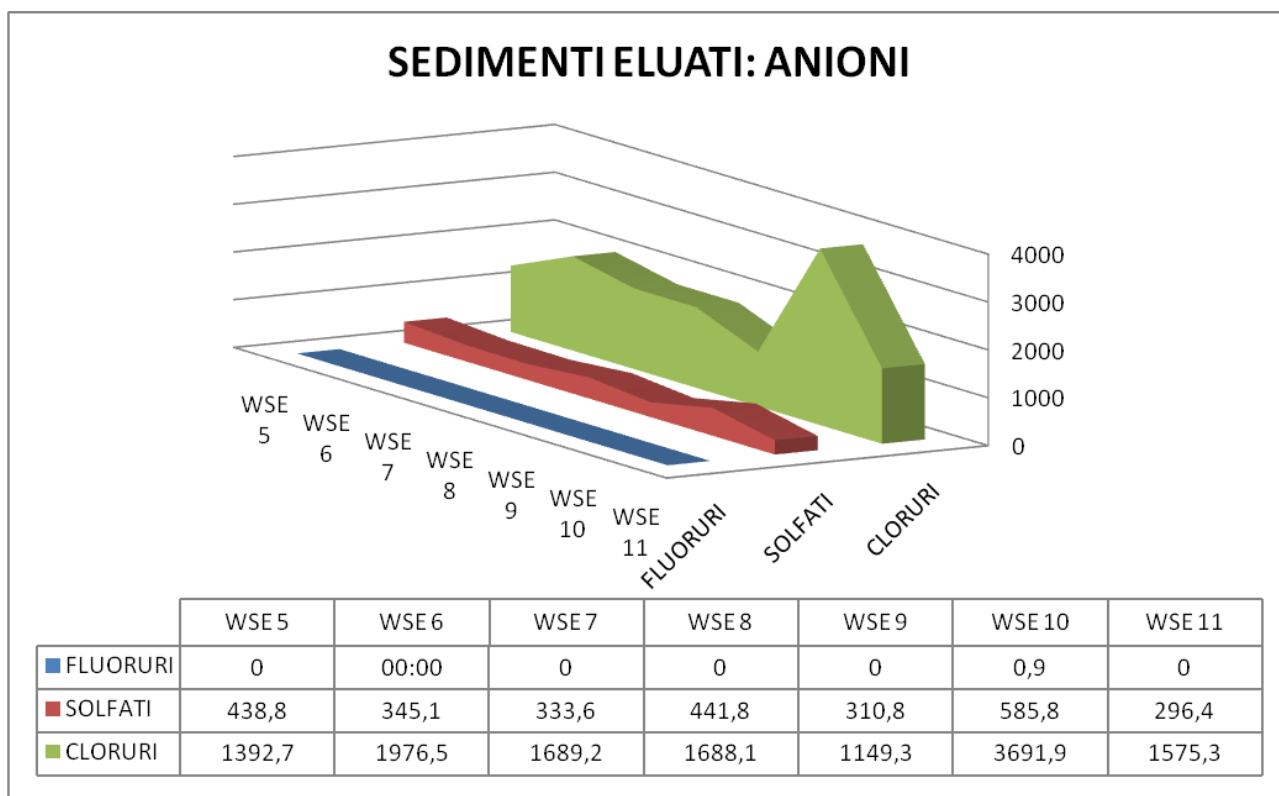 SEDIMENTI ELUATI: ANIONI
4000
3000
2000
1000
0
WSE 5
WSE 6
WSE 7
WSE 8
WSE 9
WSE 10
WSE 11
FLUORURI
SOLFATI
CLORURI
WSE 5 WSE 6 WSE 7 WSE 8 WSE 9 WSE 10 WSE 11
FLUORURI 0 00:00 0 0 0 0,9 0
SOLFATI 438,8 345,1 333,6 441,8 310,8 585,8 296,4
CLORURI 1392,7 1976,5 1689,2 1688,1 1149,3 3691,9 1575,3